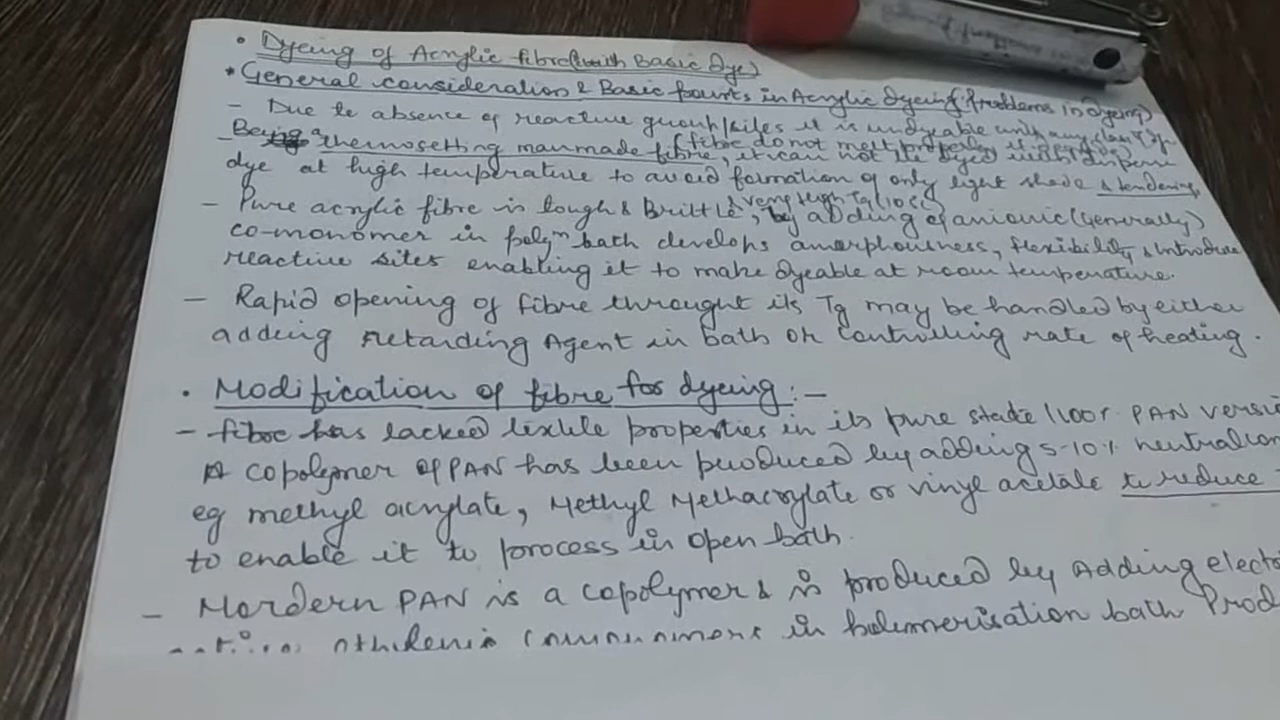 • Dyeing of Acrylic fibre (with Basic dye)
* General consideration & Basic points in Acrylic dyeing (Problems in dyeing)
- Due to absence of reactive group/sites it is undyeable with any class of
(fibre do not melt properly
- Being a thermosetting manmade fibre, it can not be dyed with disperse
dye at high temperature to avoid formation of only light shade & tendering
& very high Tg (
- Pure acrylic fibre is tough & Brittle, by adding of anionic (Generally)
co-monomer in polymn bath develops amorphousness, flexibility & Introduce
reactive sites enabling it to make dyeable at room temperature.
- Rapid opening of fibre throught its Tg may be handled by either
adding retarding Agent in bath or Controlling rate of heating.
• Modification of fibre for dyeing :-
- fibre has lacked textile properties in its pure state (100% PAN versi
A copolymer of PAN has been produced by adding 5-10% neutral
eg methyl acrylate, Methyl Methacrylate or vinyl acetate to reduce
to enable it to process in open bath.
- Mordern PAN is a copolymer & is produced by Adding elect
in polymerisation bath Prod